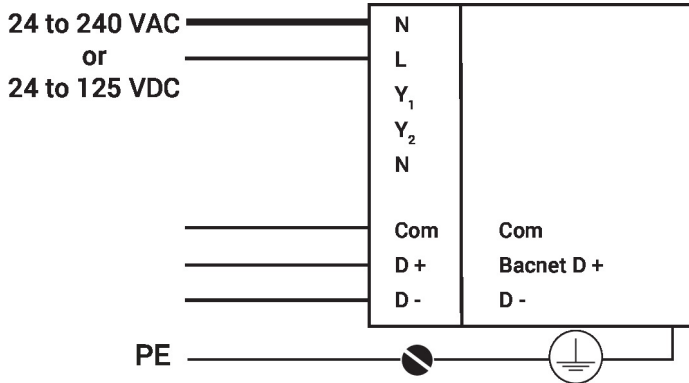 24 to 240 VAC
or
24 to 125 VDC
N
L
Y1
Y2
N
Com Com
D + Bacnet D +
D - D -
PE